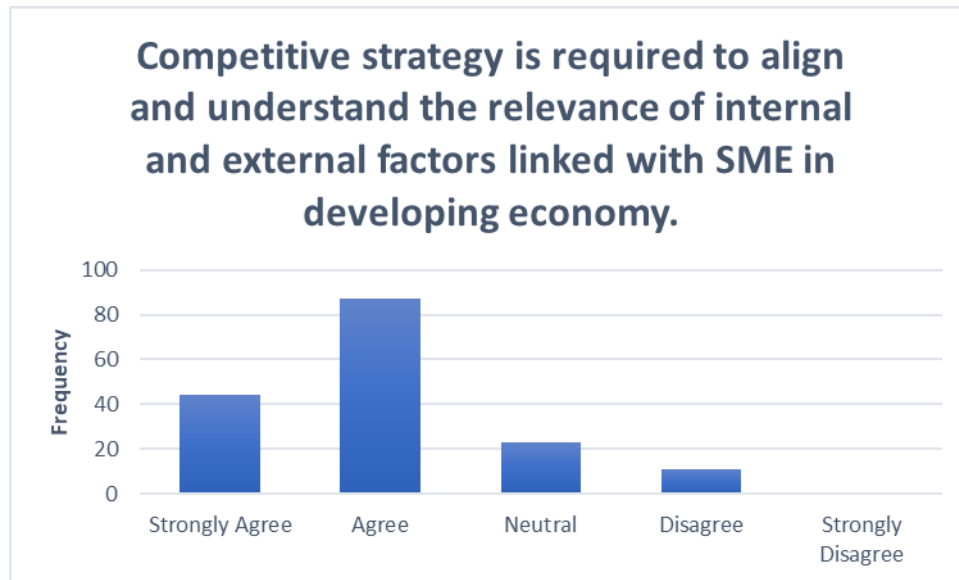 Competitive strategy is required to align
and understand the relevance of internal
and external factors linked with SME in
developing economy.
100
80
60
40
20
0
Frequency
Strongly Agree
Agree
Neutral
Disagree
Strongly
Disagree